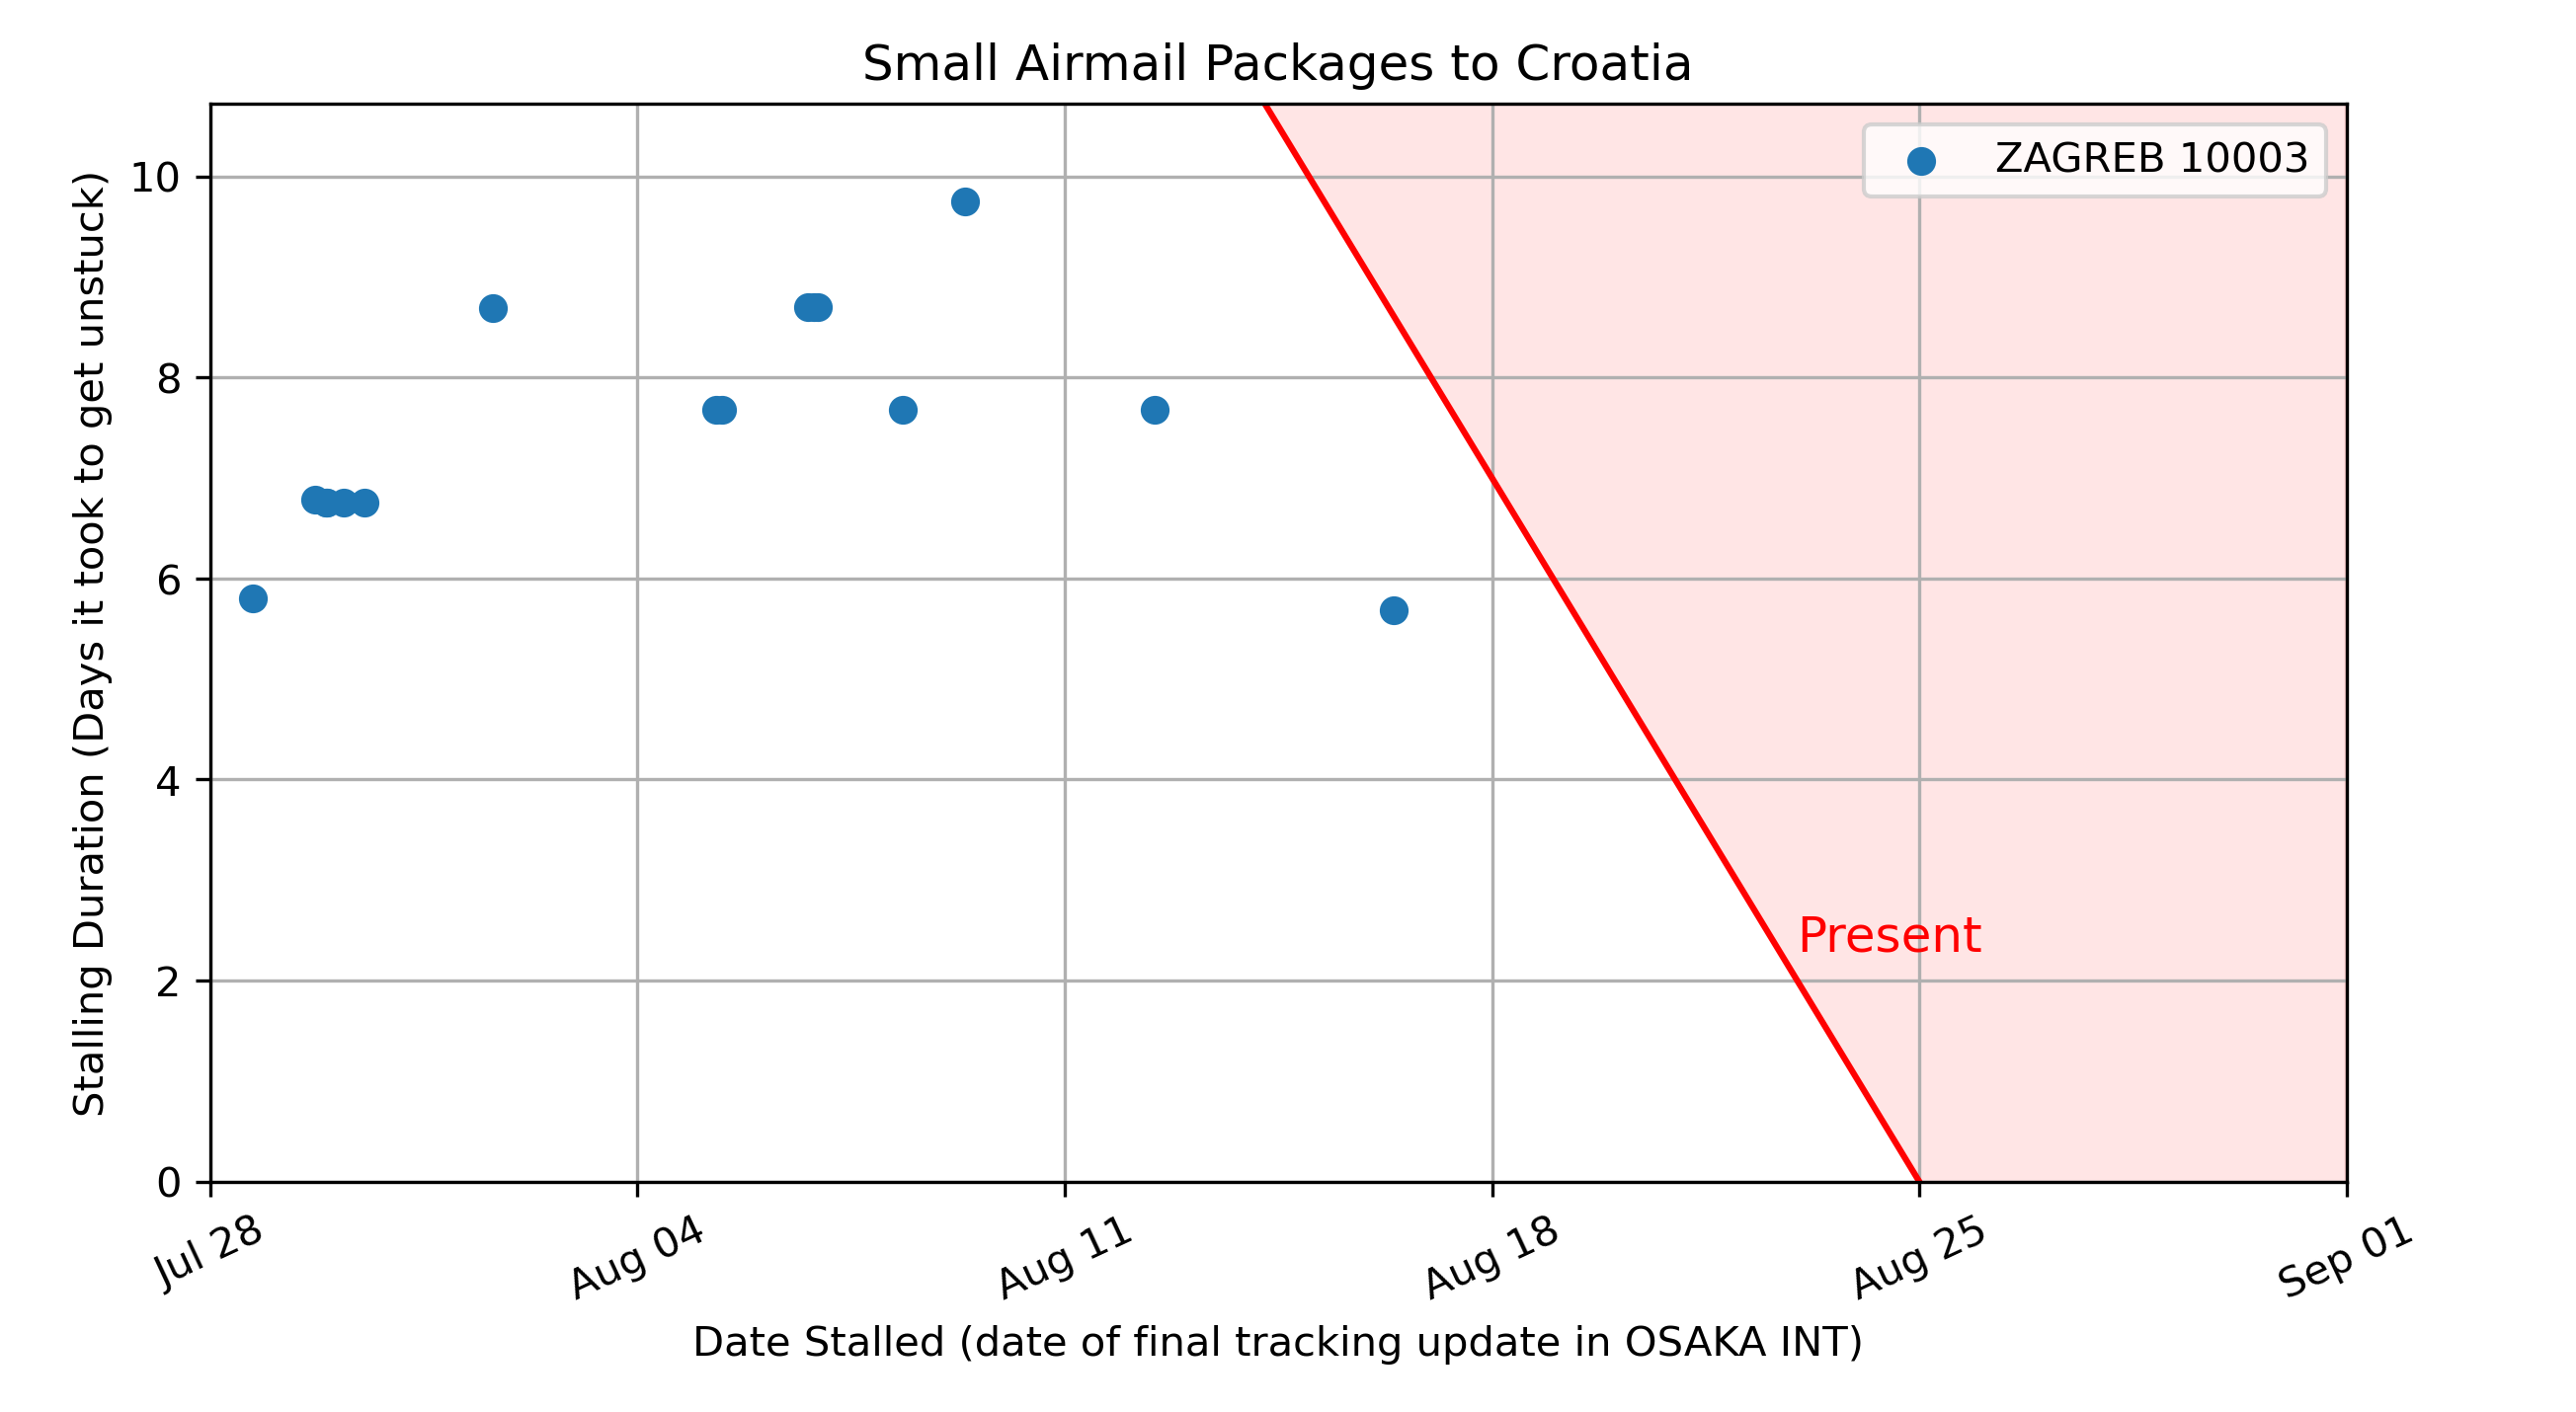 Small Airmail Packages to Croatia
Stalling Duration (Days it took to get unstuck)
10
8
6
4
2
0
ZAGREB 10003
Present
Jul 28
Aug 04
Aug 11
Aug 18
Aug 25
Sep 01
Date Stalled (date of final tracking update in OSAKA INT)